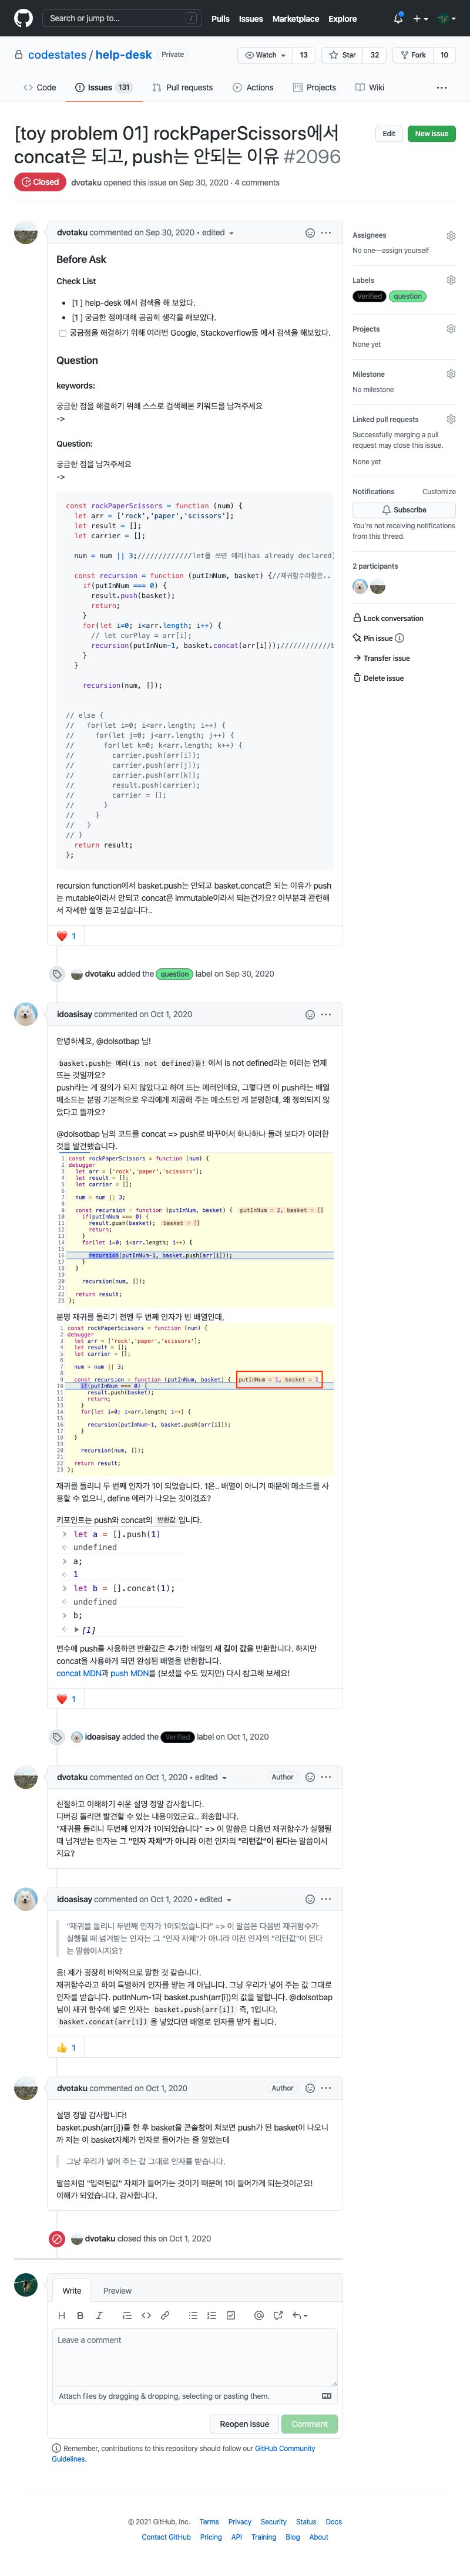 Search or jump to...
/
Pulls Issues Marketplace Explore
codestates / help-desk Private
Watch 13 Star 32 Fork 10
Code Issues 131 Pull requests Actions Projects Wiki
[toy problem 01] rockPaperScissors에서
concat은 되고, push는 안되는 이유 #2096
Edit New issue
Closed dvotaku opened this issue on Sep 30, 2020 · 4 comments
dvotaku commented on Sep 30, 2020 • edited
Before Ask
Check List
[1 ] help-desk 에서 검색을 해 보았다.
[1 ] 궁금한 점에대해 곰곰히 생각을 해보았다.
궁금점을 해결하기 위해 여러번 Google, Stackoverflow등 에서 검색을 해보았다.
Question
keywords:
궁금한 점을 해결하기 위해 스스로 검색해본 키워드를 남겨주세요
->
Question:
궁금한 점을 남겨주세요
->
const rockPaperScissors = function (num) {
let arr = ['rock','paper','scissors'];
let result = [];
let carrier = [];
num = num || 3;/////////////let을 쓰면 에러(has already declared)
const recursion = function (putInNum, basket) {//재귀함수라함은..
if(putInNum === 0) {
result.push(basket);
return;
}
for(let i=0; i<arr.length; i++) {
// let curPlay = arr[i];
recursion(putInNum-1, basket.concat(arr[i]));////////////b
}
}
recursion(num, []);
// else {
// for(let i=0; i<arr.length; i++) {
// for(let j=0; j<arr.length; j++) {
// for(let k=0; k<arr.length; k++) {
// carrier.push(arr[i]);
// carrier.push(arr[j]);
// carrier.push(arr[k]);
// result.push(carrier);
// carrier = [];
// }
// }
// }
// }
return result;
};
recursion function에서 basket.push는 안되고 basket.concat은 되는 이유가 push
는 mutable이라서 안되고 concat은 immutable이라서 되는건가요? 이부분과 관련해
서 자세한 설명 듣고싶습니다..
❤️ 1
dvotaku added the question label on Sep 30, 2020
idoasisay commented on Oct 1, 2020
안녕하세요, @dolsotbap 님!
basket.push는 에러(is not defined)뜸! 에서 is not defined라는 에러는 언제
뜨는 것일까요?
push라는 게 정의가 되지 않았다고 하여 뜨는 에러인데요, 그렇다면 이 push라는 배열
메소드는 분명 기본적으로 우리에게 제공해 주는 메소드인 게 분명한데, 왜 정의되지 않
았다고 뜰까요?
@dolsotbap 님의 코드를 concat => push로 바꾸어서 하나하나 돌려 보다가 이러한
것을 발견했습니다.
1 const rockPaperScissors = function (num) {
2 debugger
3 let arr = ['rock','paper','scissors'];
4 let result = [];
5 let carrier = [];
6
7 num = num || 3;
8
9 const recursion = function (putInNum, basket) { putInNum = 2, basket = []
10 if(putInNum === 0) {
11 result.push(basket); basket = []
12 return;
13 }
14 for(let i=0; i<arr.length; i++) {
15
16 recursion(putInNum-1, basket.push(arr[i]));
17 }
18 }
19
20 recursion(num, []);
21
22 return result;
23 };
분명 재귀를 돌리기 전엔 두 번째 인자가 빈 배열인데,
1 const rockPaperScissors = function (num) {
2 debugger
3 let arr = ['rock','paper','scissors'];
4 let result = [];
5 let carrier = [];
6
7 num = num || 3;
8
9 const recursion = function (putInNum, basket) { putInNum = 1, basket = 1
10 if(putInNum === 0) {
11 result.push(basket);
12 return;
13 }
14 for(let i=0; i<arr.length; i++) {
15
16 recursion(putInNum-1, basket.push(arr[i]));
17 }
18 }
19
20 recursion(num, []);
21
22 return result;
23 };
재귀를 돌리니 두 번째 인자가 1이 되었습니다. 1은.. 배열이 아니기 때문에 메소드를 사
용할 수 없으니, define 에러가 나오는 것이겠죠?
키포인트는 push와 concat의 반환값 입니다.
> let a = [].push(1)
undefined
> a;
1
> let b = [].concat(1);
undefined
> b;
▶ [1]
변수에 push를 사용하면 반환값은 추가한 배열의 새 길이 값을 반환합니다. 하지만
concat을 사용하게 되면 완성된 배열을 반환합니다.
concat MDN과 push MDN를 (보셨을 수도 있지만) 다시 참고해 보세요!
❤️ 1
idoasisay added the Verified label on Oct 1, 2020
dvotaku commented on Oct 1, 2020 • edited Author
친절하고 이해하기 쉬운 설명 정말 감사합니다.
디버깅 돌리면 발견할 수 있는 내용이었군요.. 죄송합니다.
"재귀를 돌리니 두번째 인자가 1이되었습니다" => 이 말씀은 다음번 재귀함수가 실행될
때 넘겨받는 인자는 그 "인자 자체"가 아니라 이전 인자의 "리턴값"이 된다는 말씀이시
지요?
idoasisay commented on Oct 1, 2020 • edited
"재귀를 돌리니 두번째 인자가 1이되었습니다" => 이 말씀은 다음번 재귀함수가
실행될 때 넘겨받는 인자는 그 "인자 자체"가 아니라 이전 인자의 "리턴값"이 된다
는 말씀이시지요?
음! 제가 굉장히 비약적으로 말한 것 같습니다.
재귀함수라고 하여 특별하게 인자를 받는 게 아닙니다. 그냥 우리가 넣어 주는 값 그대로
인자를 받습니다. putInNum-1과 basket.push(arr[i])의 값을 말합니다. @dolsotbap
님이 재귀 함수에 넣은 인자는 basket.push(arr[i]) 즉, 1입니다.
basket.concat(arr[i]) 을 넣었다면 배열로 인자를 받게 됩니다.
👍 1
dvotaku commented on Oct 1, 2020 Author
설명 정말 감사합니다!
basket.push(arr[i])를 한 후 basket을 콘솔창에 쳐보면 push가 된 basket이 나오니
까 저는 이 basket자체가 인자로 들어가는 줄 알았는데
그냥 우리가 넣어 주는 값 그대로 인자를 받습니다.
말씀처럼 "입력된값" 자체가 들어가는 것이기 때문에 1이 들어가게 되는것이군요!
이해가 되었습니다. 감사합니다.
dvotaku closed this on Oct 1, 2020
Write Preview
Leave a comment
Attach files by dragging & dropping, selecting or pasting them.
Reopen issue Comment
Remember, contributions to this repository should follow our GitHub Community
Guidelines.
Assignees
No one—assign yourself
Labels
Verified question
Projects
None yet
Milestone
No milestone
Linked pull requests
Successfully merging a pull
request may close this issue.
None yet
Notifications Customize
Subscribe
You're not receiving notifications
from this thread.
2 participants
Lock conversation
Pin issue
Transfer issue
Delete issue
© 2021 GitHub, Inc. Terms Privacy Security Status Docs
Contact GitHub Pricing API Training Blog About